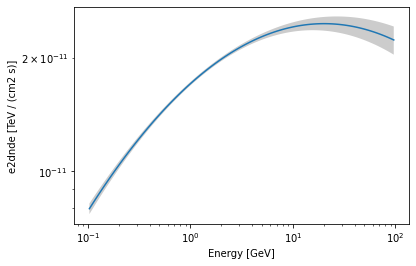 e2dnde [TeV / (cm2 s)]
2 × 10⁻¹¹
10⁻¹¹
10⁻¹ 10⁰ 10¹ 10²
Energy [GeV]